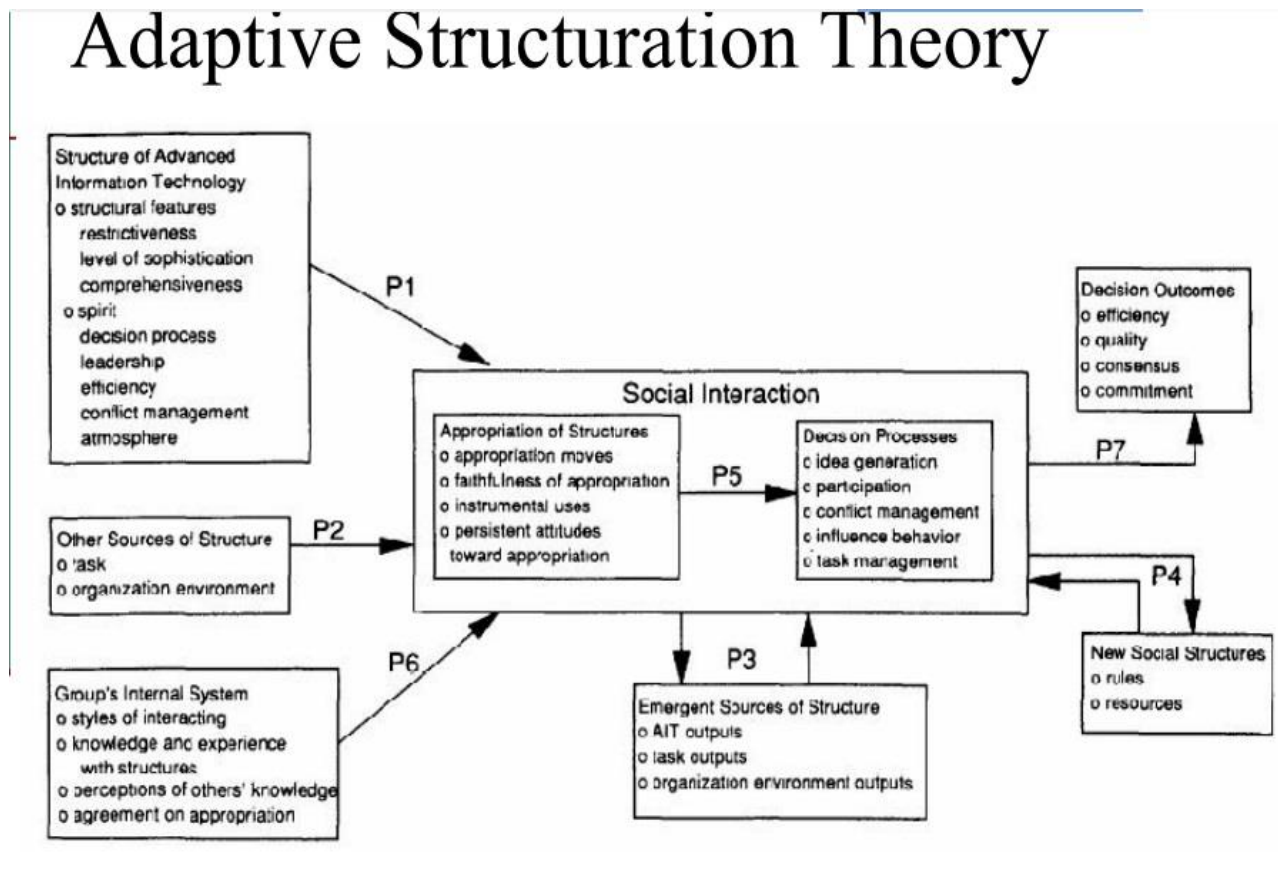 Adaptive Structuration Theory
Structure of Advanced
Information Technology
o structural features
restrictiveness
level of sophistication
comprehensiveness
o spirit
decision process
leadership
efficiency
conflict management
atmosphere
P1
Other Sources of Structure
o task
o organization environment
P2
Group's Internal System
o styles of interacting
o knowledge and experience
with structures
o perceptions of others' knowledge
o agreement on appropriation
P6
Social Interaction
Appropriation of Structures
o appropriation moves
o faithfulness of appropriation
o instrumental uses
o persistent attitudes
toward appropriation
P5
Decision Processes
o idea generation
o participation
o conflict management
o influence behavior
o task management
P3
Emergent Sources of Structure
o AIT outputs
o task outputs
o organization environment outputs
Decision Outcomes
o efficiency
o quality
o consensus
o commitment
P7
P4
New Social Structures
o rules
o resources